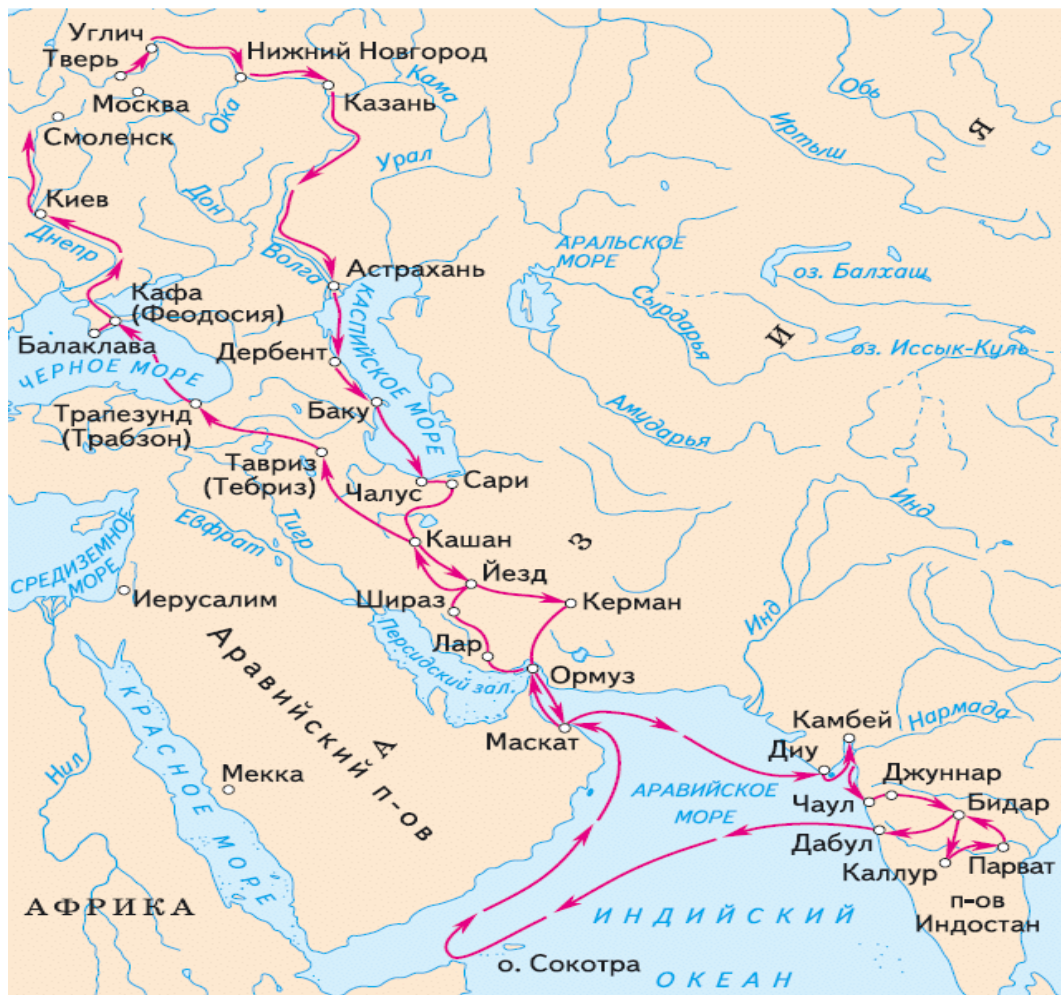 Углич
Тверь
Нижний Новгород
Москва
Ока
Казань
Кама
Смоленск
Обь
Иртыш
Я
Урал
Дон
Киев
Днепр
Волга
Астрахань
АРАЛЬСКОЕ
МОРЕ
оз. Балхаш
Сырдарья
И
оз. Иссык-Куль
Кафа
(Феодосия)
Балаклава
ЧЕРНОЕ МОРЕ
КАСПИЙСКОЕ МОРЕ
Дербент
Баку
Амударья
Трапезунд
(Трабзон)
Тавриз
(Тебриз)
Чалус
Сари
Инд
Тигр
Евфрат
СРЕДИЗЕМНОЕ
МОРЕ
Кашан
З
Йезд
Иерусалим
Шираз
Керман
Инд
Аравийский п-ов
Лар
Персидский зал.
Ормуз
КРАСНОЕ МОРЕ
Маскат
Камбей
Нармада
А
Диу
Джуннар
Нил
Мекка
АРАВИЙСКОЕ
МОРЕ
Чаул
Бидар
Дабул
Каллур
Парват
АФРИКА
п-ов
Индостан
ИНДИЙСКИЙ
о. Сокотра
ОКЕАН